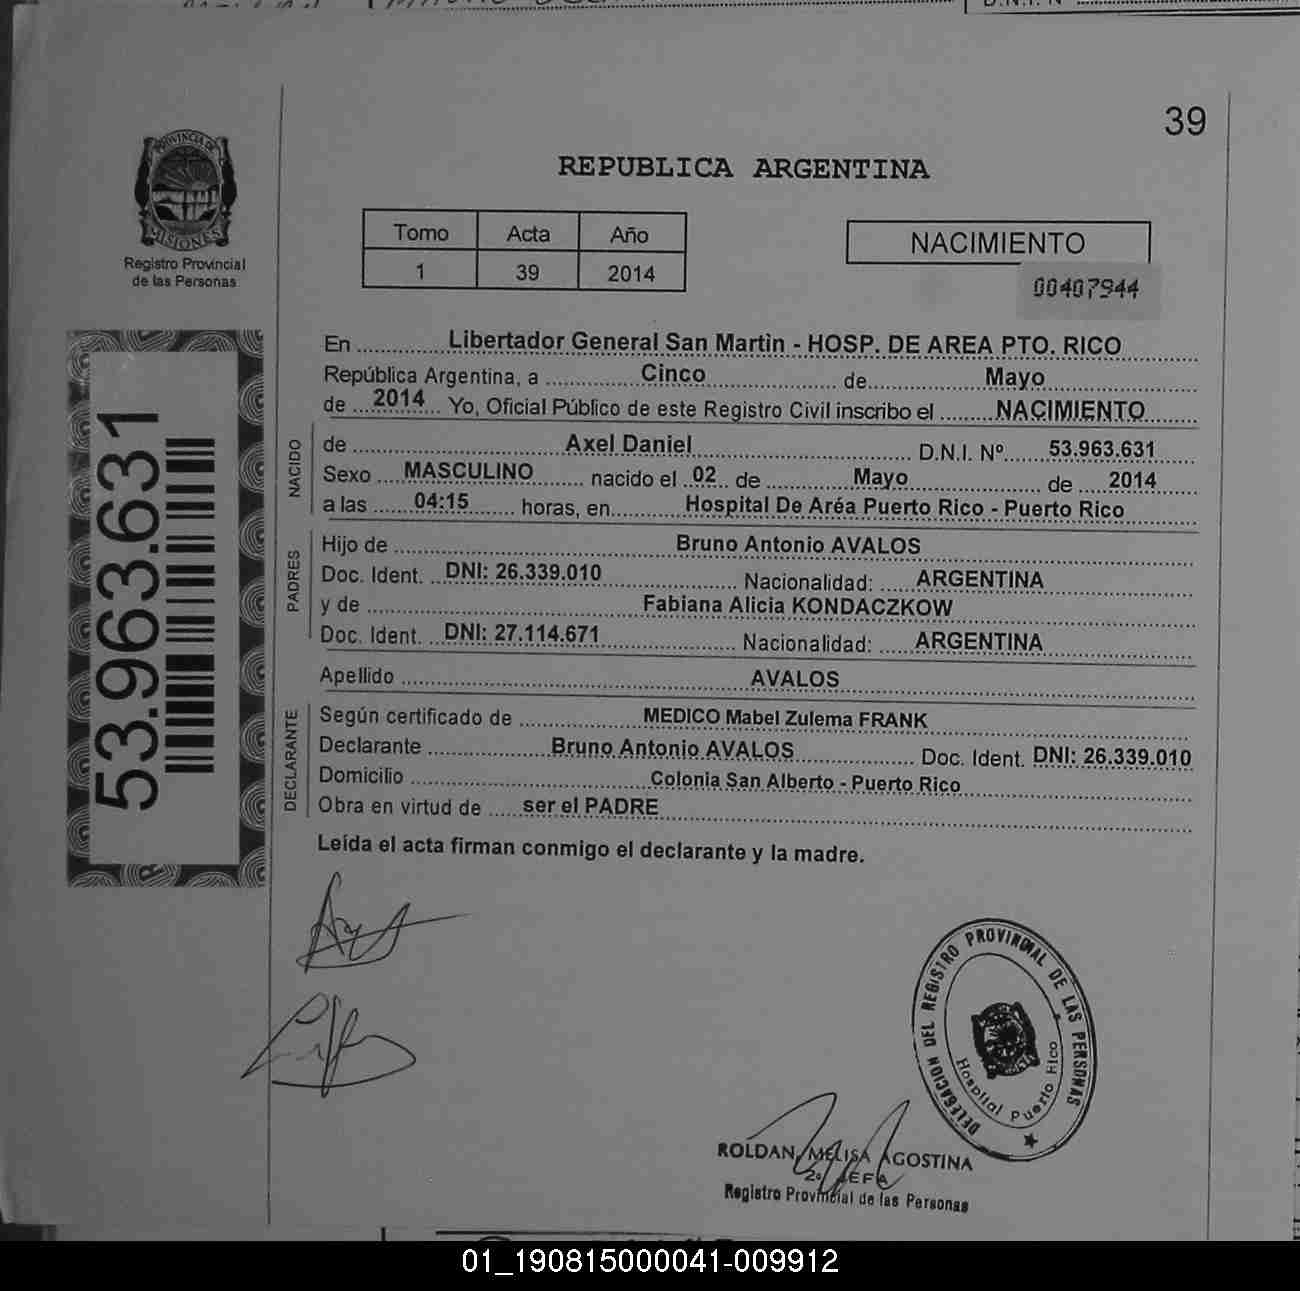 39
PROVINCIA DE
MISIONES
Registro Provincial
de las Personas
REPUBLICA ARGENTINA
Tomo Acta Año
1 39 2014
NACIMIENTO
00407944
53.963.631
En Libertador General San Martin - HOSP. DE AREA PTO. RICO
República Argentina, a Cinco de Mayo
de 2014 Yo, Oficial Público de este Registro Civil inscribo el NACIMIENTO
NACIDO
de Axel Daniel D.N.I. Nº 53.963.631
Sexo MASCULINO nacido el 02 de Mayo de 2014
a las 04:15 horas, en Hospital De Aréa Puerto Rico - Puerto Rico
PADRES
Hijo de Bruno Antonio AVALOS
Doc. Ident. DNI: 26.339.010 Nacionalidad: ARGENTINA
y de Fabiana Alicia KONDACZKOW
Doc. Ident. DNI: 27.114.671 Nacionalidad: ARGENTINA
Apellido AVALOS
DECLARANTE
Según certificado de MEDICO Mabel Zulema FRANK
Declarante Bruno Antonio AVALOS Doc. Ident. DNI: 26.339.010
Domicilio Colonia San Alberto - Puerto Rico
Obra en virtud de ser el PADRE
Leída el acta firman conmigo el declarante y la madre.
DELEGACION DEL REGISTRO PROVINCIAL DE LAS PERSONAS
Hospital Puerto Rico
ROLDAN, MELISA AGOSTINA
2º JEFA
Registro Provincial de las Personas
01_190815000041-009912